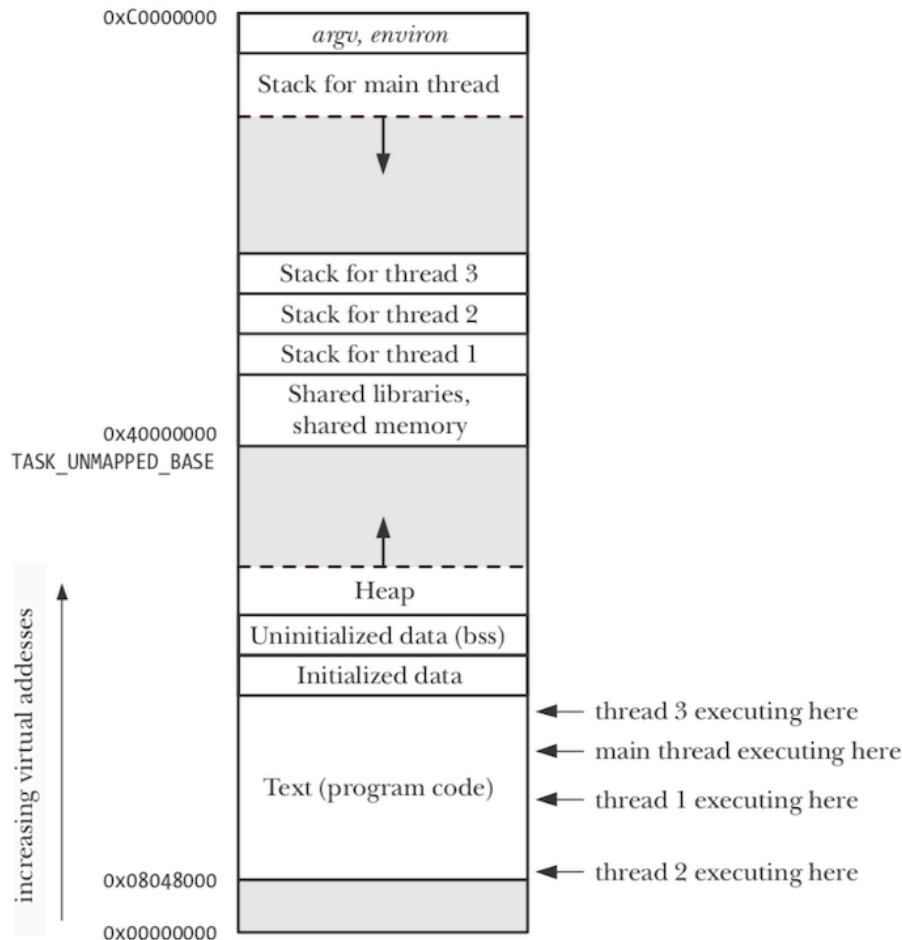 0xC0000000
argv, environ
Stack for main thread
Stack for thread 3
Stack for thread 2
Stack for thread 1
Shared libraries,
shared memory
0x40000000
TASK_UNMAPPED_BASE
Heap
Uninitialized data (bss)
Initialized data
increasing virtual addesses
thread 3 executing here
main thread executing here
Text (program code)
thread 1 executing here
thread 2 executing here
0x08048000
0x00000000